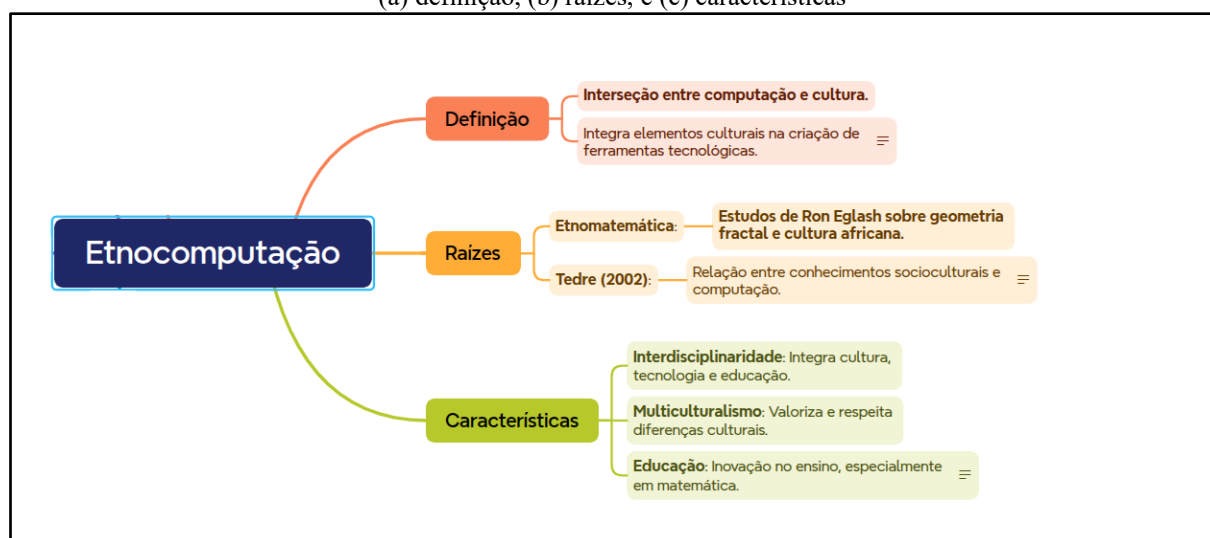 (a) definição, (b) raízes, e (c) características
Etnocomputação
Definição
Interseção entre computação e cultura.
Integra elementos culturais na criação de
ferramentas tecnológicas.
Raízes
Etnomatemática:
Estudos de Ron Eglash sobre geometria
fractal e cultura africana.
Tedre (2002):
Relação entre conhecimentos socioculturais e
computação.
Características
Interdisciplinaridade: Integra cultura,
tecnologia e educação.
Multiculturalismo: Valoriza e respeita
diferenças culturais.
Educação: Inovação no ensino, especialmente
em matemática.